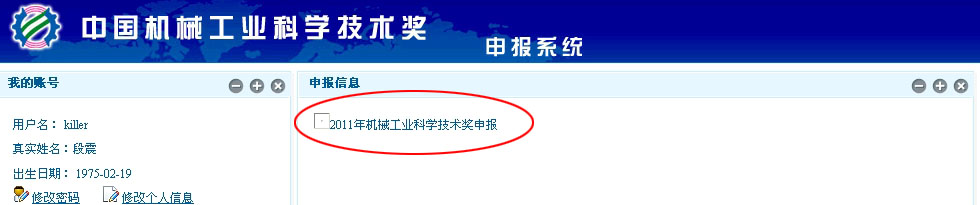 中国机械工业科学技术奖
申报系统
我的账号
用户名： killer
真实姓名：段震
出生日期： 1975-02-19
修改密码 修改个人信息
申报信息
2011年机械工业科学技术奖申报